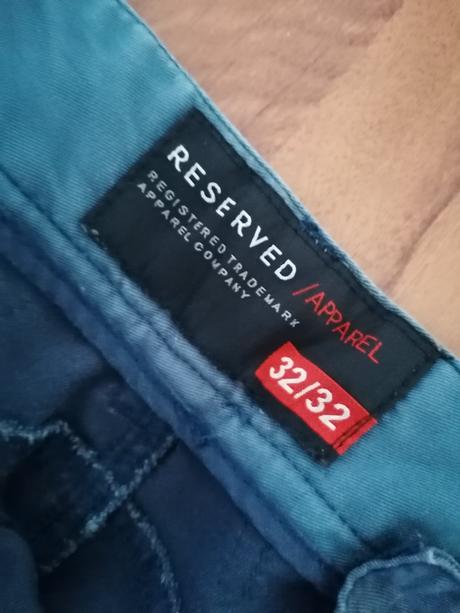 RESERVED /APPAREL
REGISTERED TRADEMARK
APPAREL COMPANY
32/32